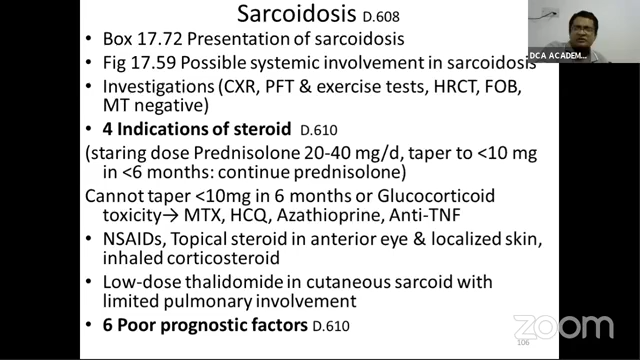 Sarcoidosis D.608
• Box 17.72 Presentation of sarcoidosis
• Fig 17.59 Possible systemic involvement in sarcoidosis
• Investigations (CXR, PFT & exercise tests, HRCT, FOB,
MT negative)
• 4 Indications of steroid D.610
(staring dose Prednisolone 20-40 mg/d, taper to <10 mg
in <6 months: continue prednisolone)
Cannot taper <10mg in 6 months or Glucocorticoid
toxicity→ MTX, HCQ, Azathioprine, Anti-TNF
• NSAIDs, Topical steroid in anterior eye & localized skin,
inhaled corticosteroid
• Low-dose thalidomide in cutaneous sarcoid with
limited pulmonary involvement
• 6 Poor prognostic factors D.610
DCA ACADEM...
zoom
106